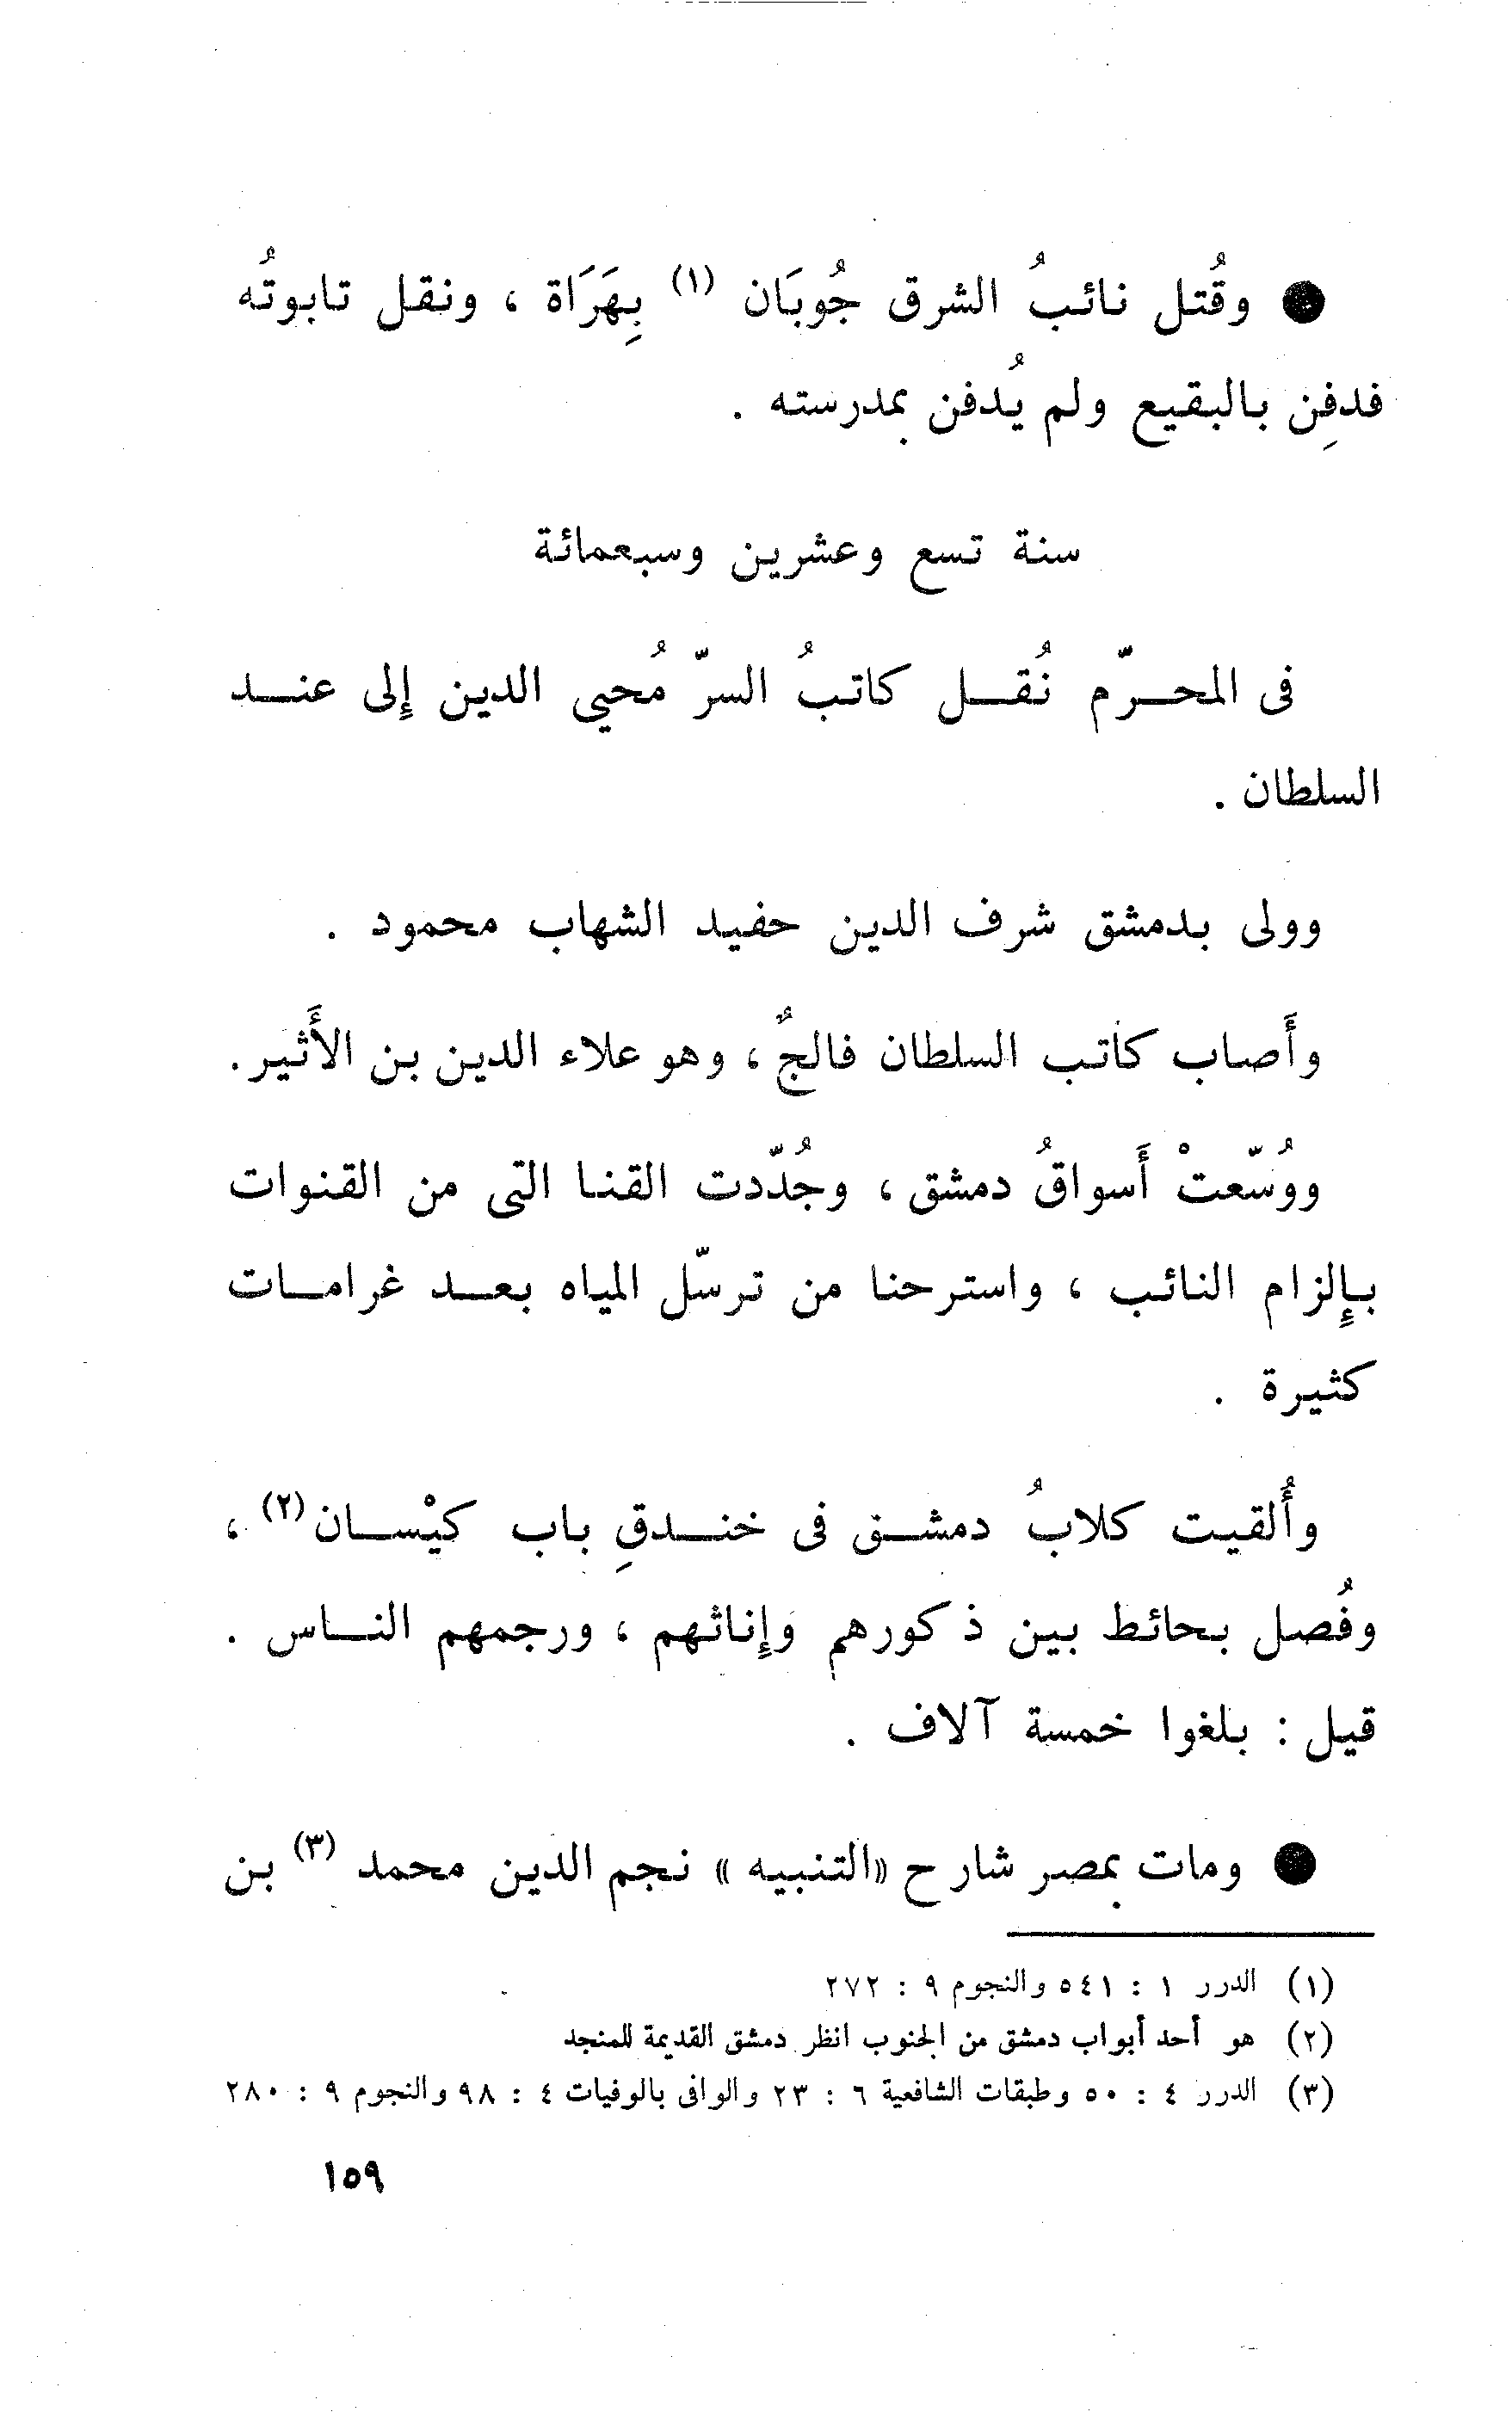 ● وقُتل نائبُ الشرق جُوبَان (١) بِهَرَاة ، ونقل تابوتُه
فدفِن بالبقيع ولم يُدفن بمدرسته .
سنة تسع وعشرين وسبعمائة
فى المحرّم نُقل كاتبُ السرّ مُحيي الدين إلى عند
السلطان .
وولى بدمشق شرف الدين حفيد الشهاب محمود .
وأَصاب كاتب السلطان فالجٌ ، وهو علاء الدين بن الأَثير .
ووُسّعتْ أَسواقُ دمشق ، وجُدّدت القنا التى من القنوات
بإلزام النائب ، واسترحنا من ترسّل المياه بعد غرامات
كثيرة .
وأُلقيت كلابُ دمشق فى خندقِ باب كيْسان (٢) ،
وفُصل بحائط بين ذكورهم وإناثهم ، ورجمهم الناس .
قيل : بلغوا خمسة آلاف .
● ومات بمصر شارح «التنبيه» نجم الدين محمد (٣) بن
(١) الدرر ١ : ٥٤١ والنجوم ٩ : ٢٧٢
(٢) هو أحد أبواب دمشق من الجنوب انظر دمشق القديمة للمنجد
(٣) الدرر ٤ : ٥٠ وطبقات الشافعية ٦ : ٢٣ والوافى بالوفيات ٤ : ٩٨ والنجوم ٩ : ٢٨٠
١٥٩